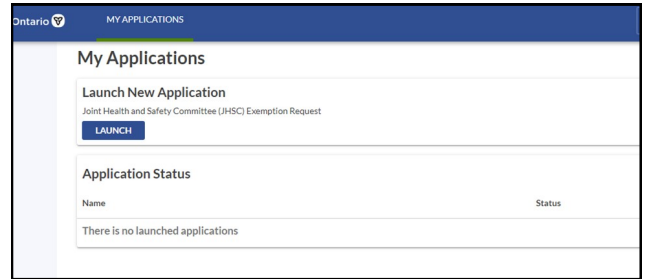 Ontario
MY APPLICATIONS
My Applications
Launch New Application
Joint Health and Safety Committee (JHSC) Exemption Request
LAUNCH
Application Status
Name Status
There is no launched applications